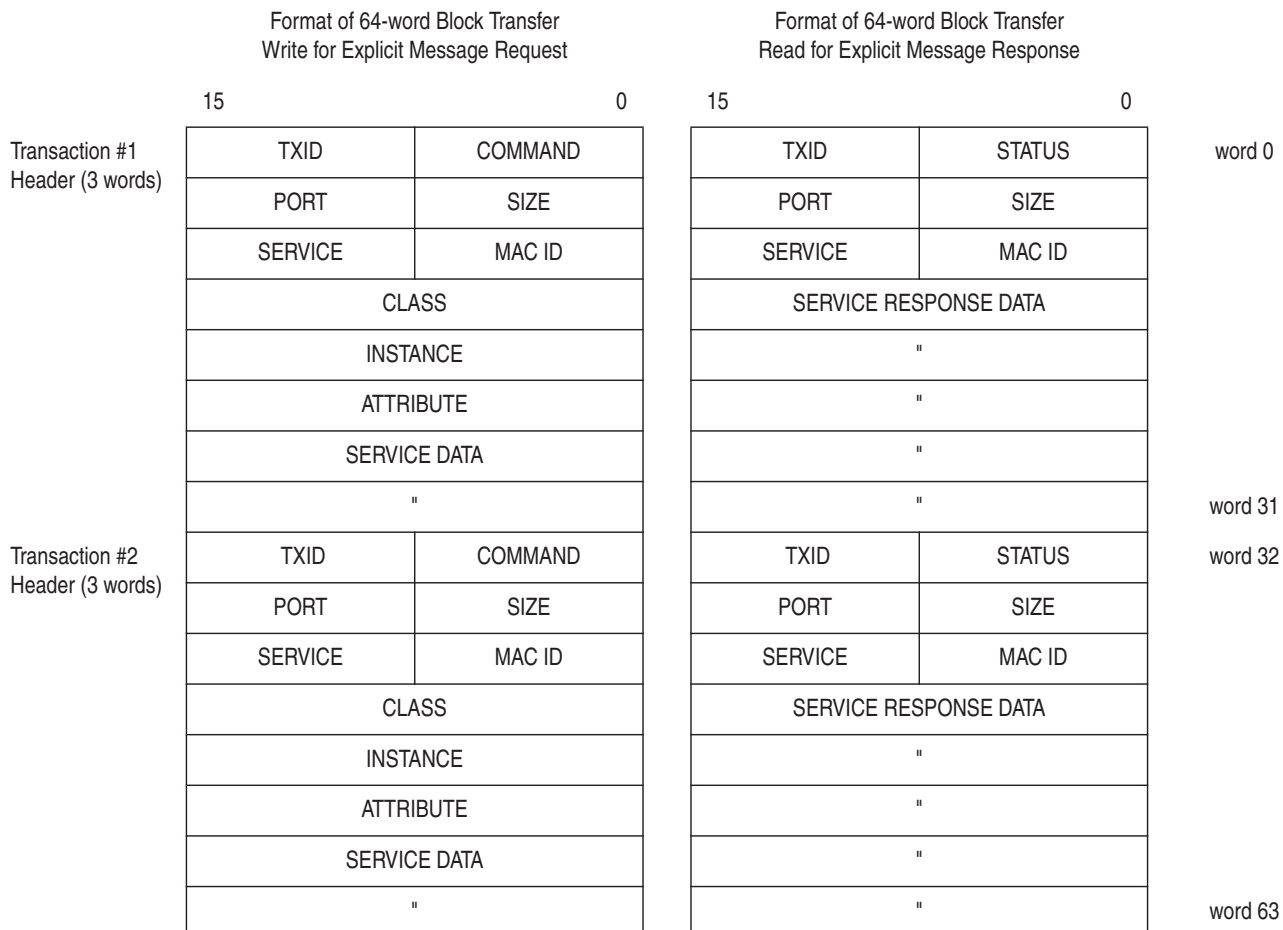 Format of 64-word Block Transfer
Write for Explicit Message Request
Format of 64-word Block Transfer
Read for Explicit Message Response
15 0 15 0
Transaction #1
Header (3 words)
TXID COMMAND TXID STATUS word 0
PORT SIZE PORT SIZE
SERVICE MAC ID SERVICE MAC ID
CLASS SERVICE RESPONSE DATA
INSTANCE "
ATTRIBUTE "
SERVICE DATA "
" " word 31
Transaction #2
Header (3 words)
TXID COMMAND TXID STATUS word 32
PORT SIZE PORT SIZE
SERVICE MAC ID SERVICE MAC ID
CLASS SERVICE RESPONSE DATA
INSTANCE "
ATTRIBUTE "
SERVICE DATA "
" " word 63